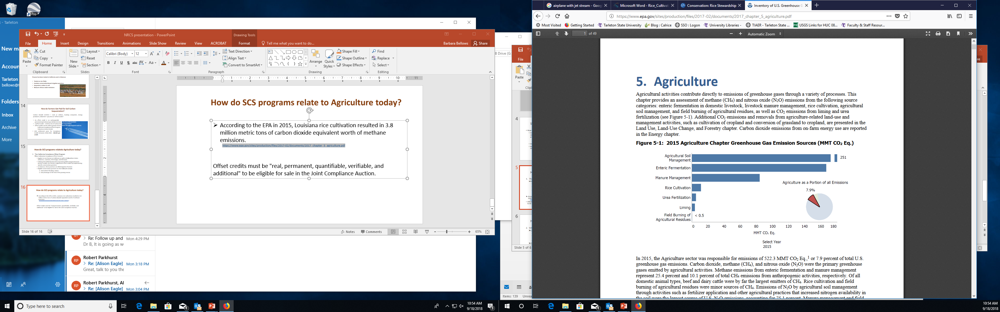 Pro
- Tarleton
New m
Accoun
Tarleton
bellows@
Folders
Inbox
Archive
More
NRCS presentation - PowerPoint
Drawing Tools
File Home Insert Design Transitions Animations Slide Show Review View ACROBAT Format Tell me what you want to do...
Barbara Bellows Share
Paste
Cut
Copy
Format Painter
Clipboard
New Slide
Layout
Reset
Section
Slides
Calibri (Body) 12
Font
Text Direction
Align Text
Convert to SmartArt
Paragraph
Arrange
Quick Styles
Shape Fill
Shape Outline
Shape Effects
Drawing
Find
Replace
Select
Editing
14
How do Farmers Get Paid for Soil Carbon
Sequestration?
15
How do SCS programs relate to Agriculture today?
1. The California Compliance Offset Program
16
How do SCS programs relate to Agriculture today?
How do SCS programs relate to Agriculture today?
➢ According to the EPA in 2015, Louisiana rice cultivation resulted in 3.8
million metric tons of carbon dioxide equivalent worth of methane
emissions.
https://www.epa.gov/sites/production/files/2017-02/documents/2017_chapter_5_agriculture.pdf
Offset credits must be "real, permanent, quantifiable, verifiable, and
additional" to be eligible for sale in the Joint Compliance Auction.
Slide 16 of 16
Notes Comments 65%
Re: Follow up and Mon 4:29 PM
Dr B, It is going as w
RP
Robert Parkhurst
Re: [Alison Eagle] Mon 3:18 PM
Great, talk to you the
RP
Robert Parkhurst, Al
Re: [Alison Eagle] Mon 3:04 PM
Type here to search
10:54 AM
9/18/2018
B Drive (G:
File
Paste
Clip
4
5
6
Slide 5 of 6
Items: 139 Unrea
airplane with jet stream - Goog
Microsoft Word - Rice_Cultivat
Conservation: Rice Stewardship
Inventory of U.S. Greenhouse G
https://www.epa.gov/sites/production/files/2017-02/documents/2017_chapter_5_agriculture.pdf
Most Visited Getting Started Tarleton State University Blog : Calrice SSO : Logon University Libraries - TIAER - Tarleton State ... USGS Links for HUC 08... Faculty & Staff Resour...
1 of 49
Automatic Zoom
5. Agriculture
Agricultural activities contribute directly to emissions of greenhouse gases through a variety of processes. This
chapter provides an assessment of methane (CH4) and nitrous oxide (N2O) emissions from the following source
categories: enteric fermentation in domestic livestock, livestock manure management, rice cultivation, agricultural
soil management, and field burning of agricultural residues, as well as CO2 emissions from liming and urea
fertilization (see Figure 5-1). Additional CO2 emissions and removals from agriculture-related land-use and
management activities, such as cultivation of cropland and conversion of grassland to cropland, are presented in the
Land Use, Land-Use Change, and Forestry chapter. Carbon dioxide emissions from on-farm energy use are reported
in the Energy chapter.
Figure 5-1: 2015 Agriculture Chapter Greenhouse Gas Emission Sources (MMT CO2 Eq.)
Agricultural Soil
Management
251
Enteric Fermentation
Manure Management
Agriculture as a Portion of all Emissions
Rice Cultivation
7.9%
Urea Fertilization
Liming
Field Burning of
Agricultural Residues
< 0.5
0 20 40 60 80 100 120 140 160 180
MMT CO2 Eq.
Select Year
2015
In 2015, the Agriculture sector was responsible for emissions of 522.3 MMT CO2 Eq.,1 or 7.9 percent of total U.S.
greenhouse gas emissions. Carbon dioxide, methane (CH4), and nitrous oxide (N2O) were the primary greenhouse
gases emitted by agricultural activities. Methane emissions from enteric fermentation and manure management
represent 25.4 percent and 10.1 percent of total CH4 emissions from anthropogenic activities, respectively. Of all
domestic animal types, beef and dairy cattle were by far the largest emitters of CH4. Rice cultivation and field
burning of agricultural residues were minor sources of CH4. Emissions of N2O by agricultural soil management
through activities such as fertilizer application and other agricultural practices that increased nitrogen availability in
the soil were the largest source of U.S. N2O emissions, accounting for 75.1 percent. Manure management and field
10:54 AM
9/18/2018